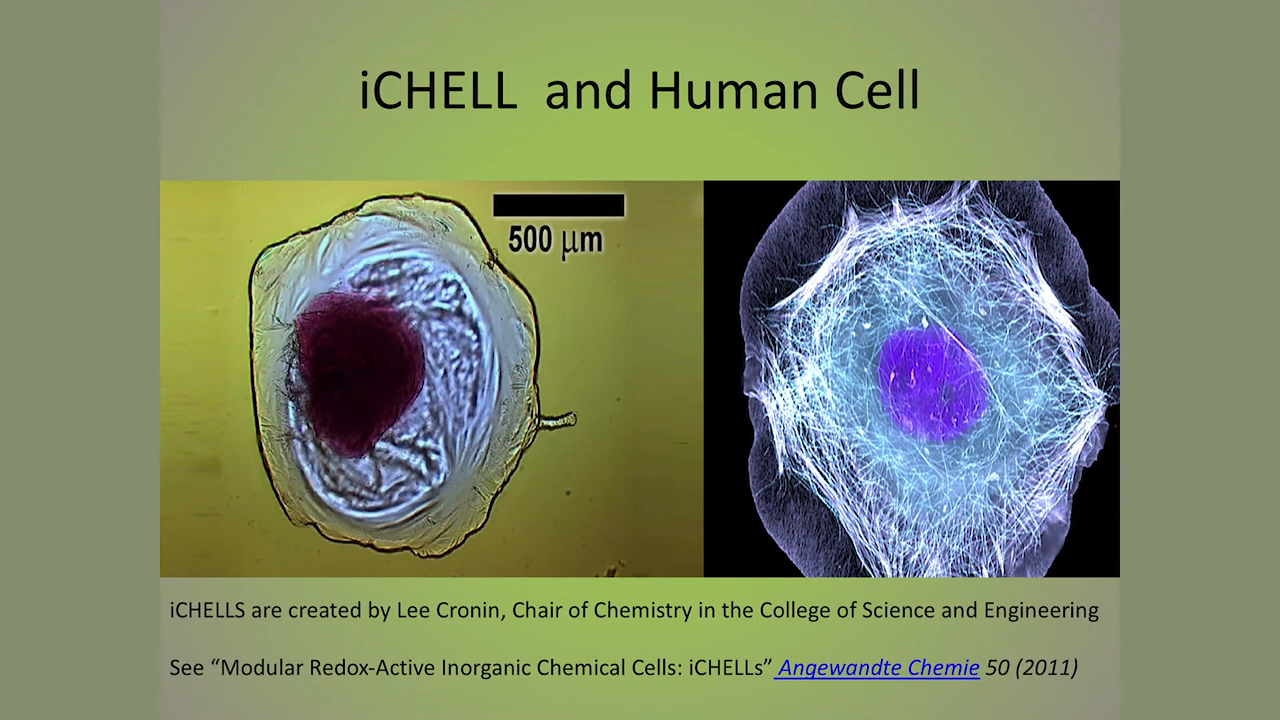 iCHELL  and Human Cell
500 μm
iCHELLS are created by Lee Cronin, Chair of Chemistry in the College of Science and Engineering
See “Modular Redox-Active Inorganic Chemical Cells: iCHELLs” Angewandte Chemie 50 (2011)